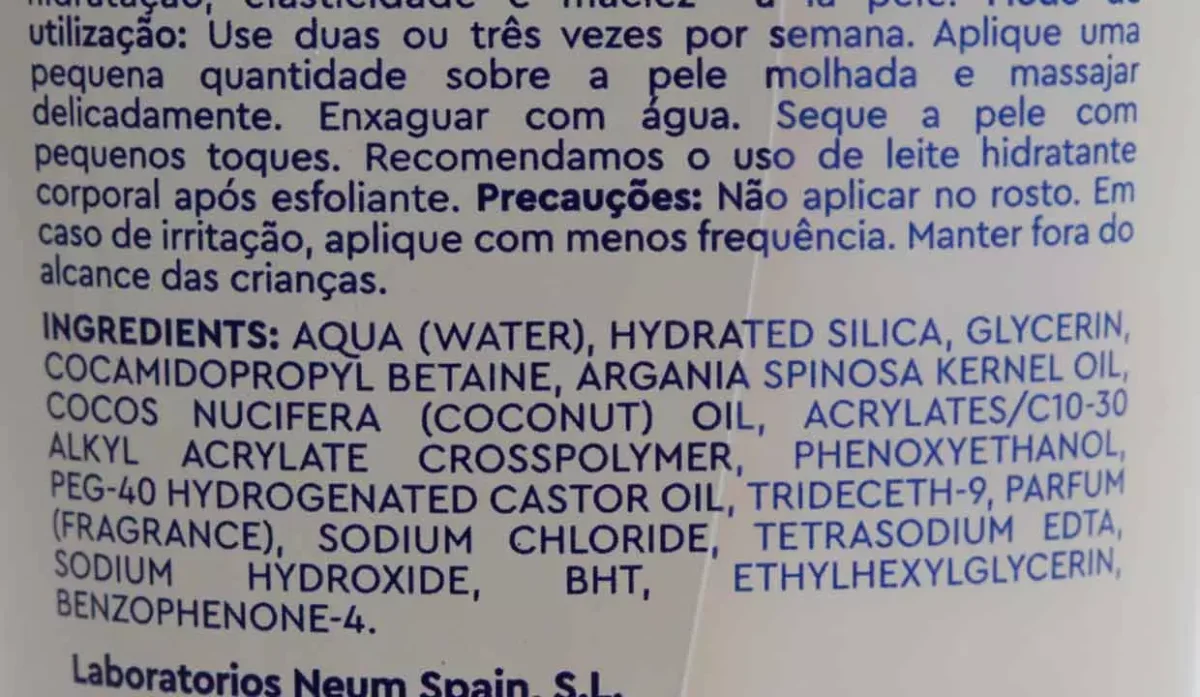 hidratação, elasticidade e maciez
utilização: Use duas ou três vezes por semana. Aplique uma
pequena quantidade sobre a pele molhada e massajar
delicadamente. Enxaguar com água. Seque a pele com
pequenos toques. Recomendamos o uso de leite hidratante
corporal após esfoliante. Precauções: Não aplicar no rosto. Em
caso de irritação, aplique com menos frequência. Manter fora do
alcance das crianças.
INGREDIENTS: AQUA (WATER), HYDRATED SILICA, GLYCERIN,
COCAMIDOPROPYL BETAINE, ARGANIA SPINOSA KERNEL OIL,
COCOS NUCIFERA (COCONUT) OIL, ACRYLATES/C10-30
ALKYL ACRYLATE CROSSPOLYMER, PHENOXYETHANOL,
PEG-40 HYDROGENATED CASTOR OIL, TRIDECETH-9, PARFUM
(FRAGRANCE), SODIUM CHLORIDE, TETRASODIUM EDTA,
SODIUM HYDROXIDE, BHT, ETHYLHEXYLGLYCERIN,
BENZOPHENONE-4.
Laboratorios Neum Spain, S.L.